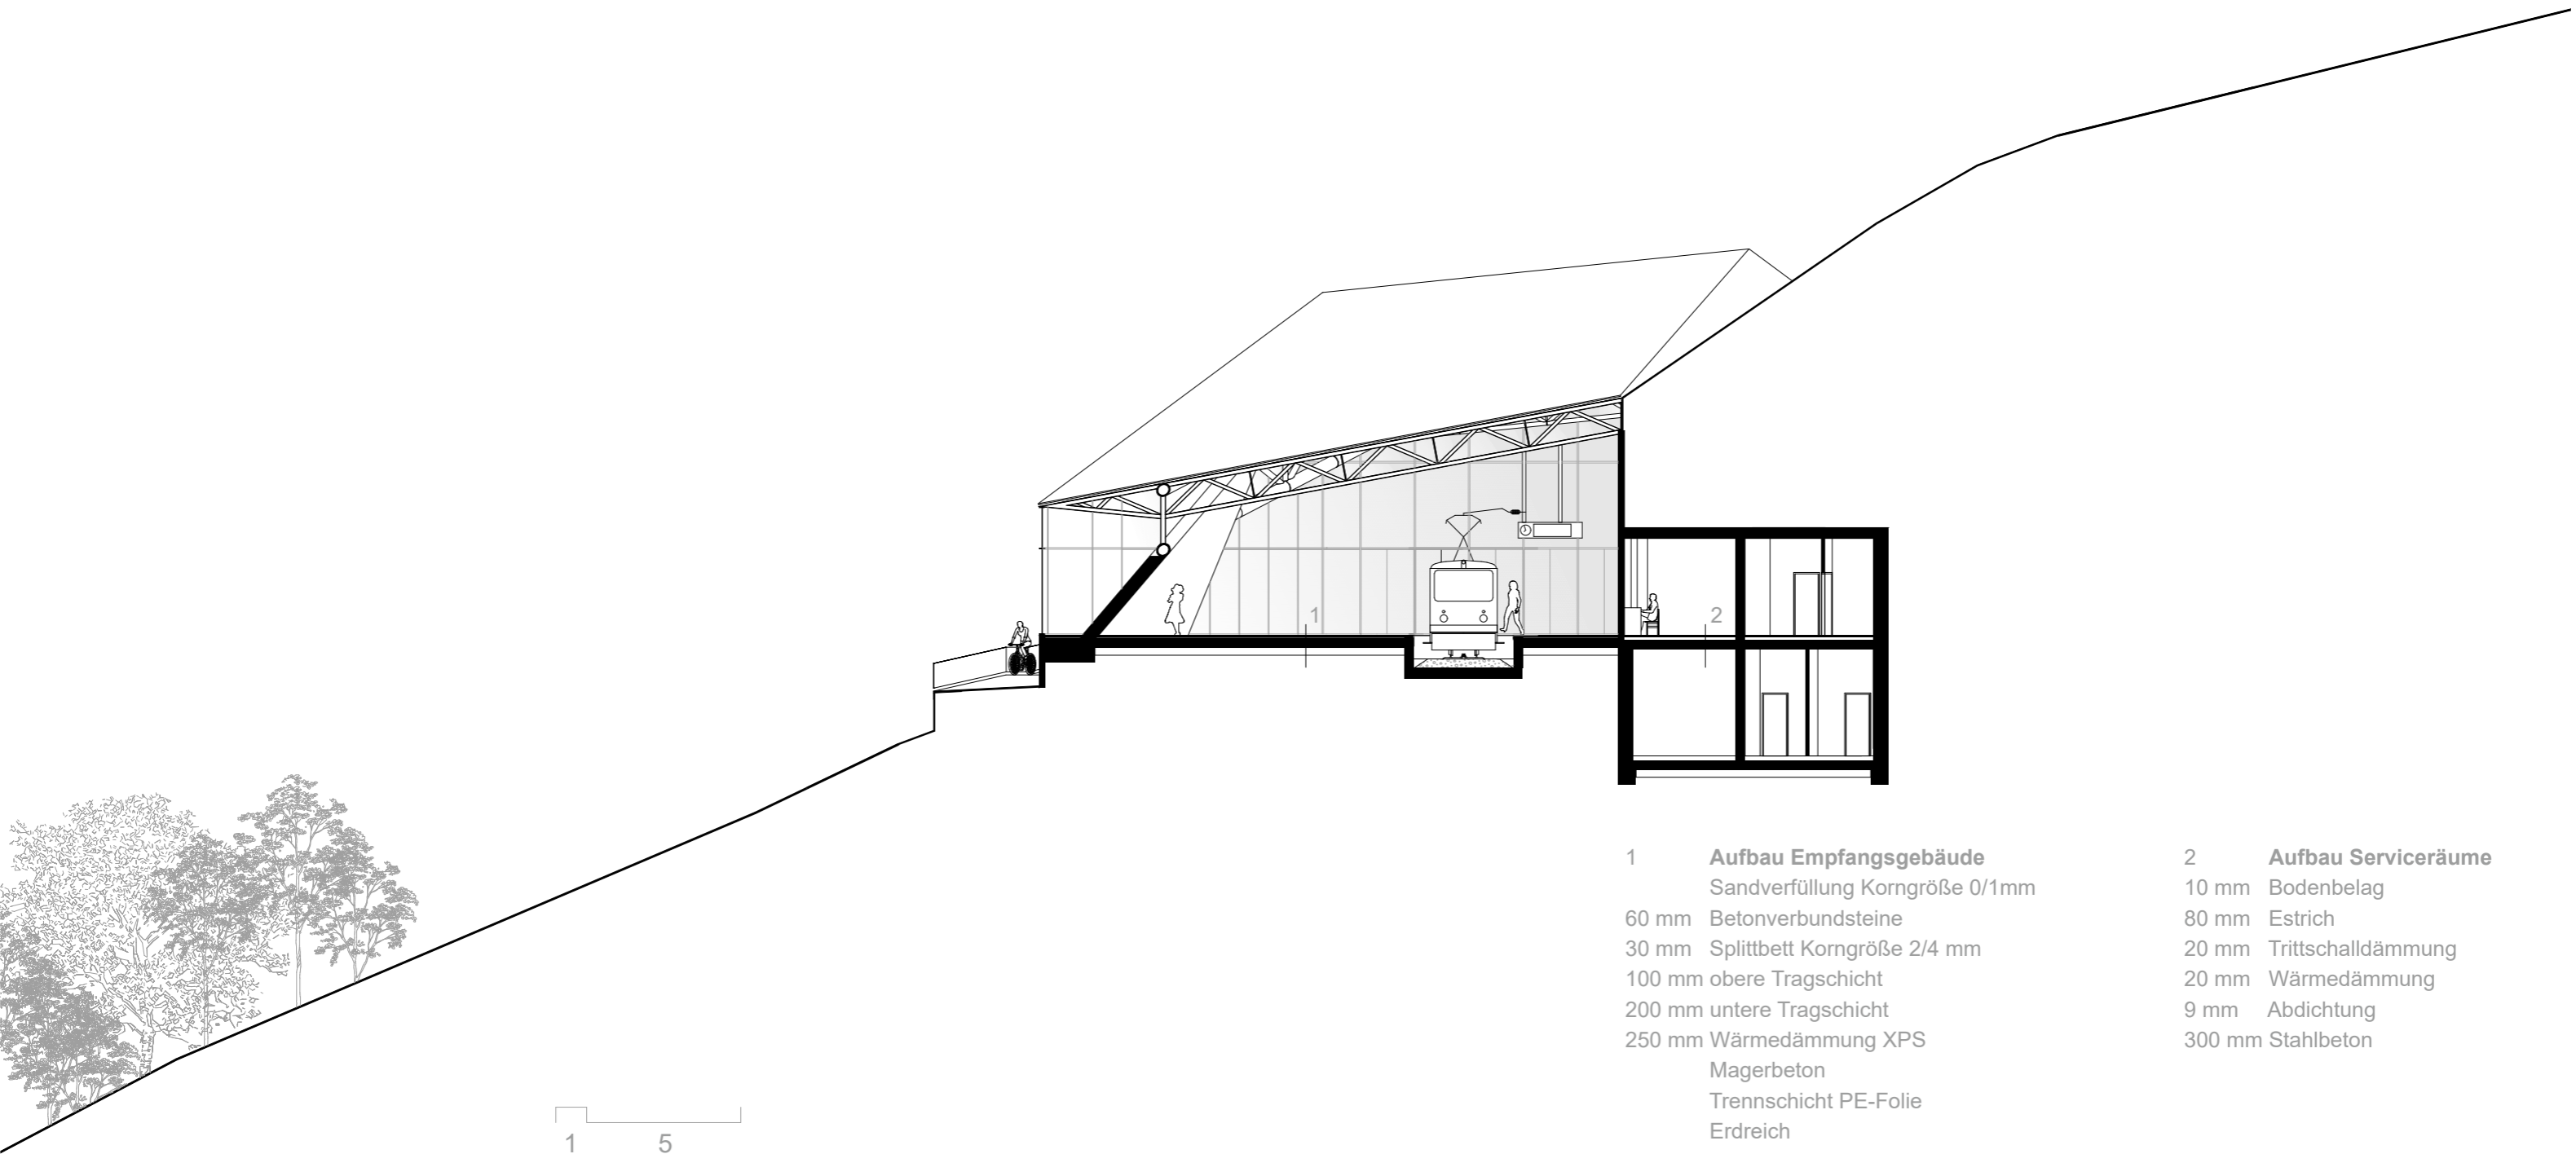 1
2
1 Aufbau Empfangsgebäude
Sandverfüllung Korngröße 0/1mm
60 mm Betonverbundsteine
30 mm Splittbett Korngröße 2/4 mm
100 mm obere Tragschicht
200 mm untere Tragschicht
250 mm Wärmedämmung XPS
Magerbeton
Trennschicht PE-Folie
Erdreich
2 Aufbau Serviceräume
10 mm Bodenbelag
80 mm Estrich
20 mm Trittschalldämmung
20 mm Wärmedämmung
9 mm Abdichtung
300 mm Stahlbeton
1 5